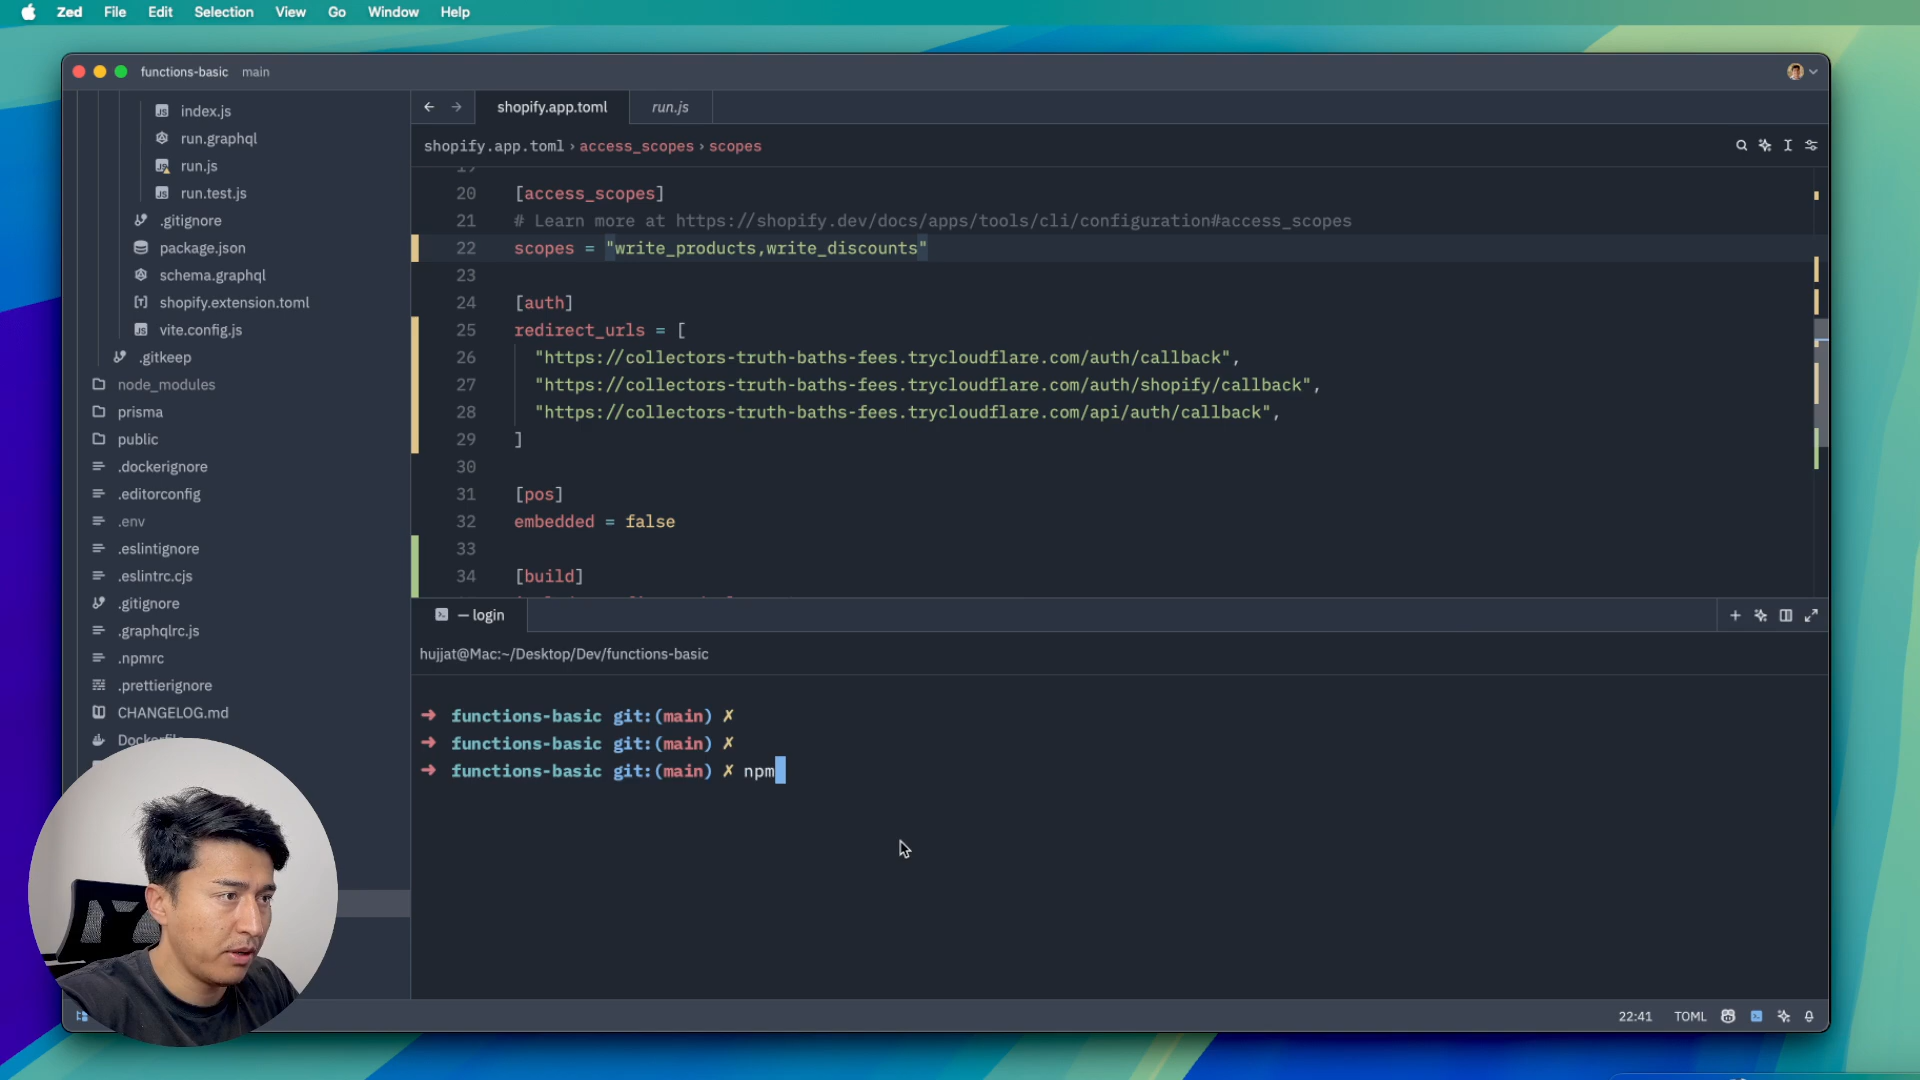 Zed File Edit Selection View Go Window Help
functions-basic main
index.js
run.graphql
run.js
run.test.js
.gitignore
package.json
schema.graphql
shopify.extension.toml
vite.config.js
.gitkeep
node_modules
prisma
public
.dockerignore
.editorconfig
.env
.eslintignore
.eslintrc.cjs
.gitignore
.graphqlrc.js
.npmrc
.prettierignore
CHANGELOG.md
shopify.app.toml run.js
shopify.app.toml › access_scopes › scopes
20 [access_scopes]
21 # Learn more at https://shopify.dev/docs/apps/tools/cli/configuration#access_scopes
22 scopes = "write_products,write_discounts"
23
24 [auth]
25 redirect_urls = [
26 "https://collectors-truth-baths-fees.trycloudflare.com/auth/callback",
27 "https://collectors-truth-baths-fees.trycloudflare.com/auth/shopify/callback",
28 "https://collectors-truth-baths-fees.trycloudflare.com/api/auth/callback",
29 ]
30
31 [pos]
32 embedded = false
33
34 [build]
— login
hujjat@Mac:~/Desktop/Dev/functions-basic
➜ functions-basic git:(main) ✗
➜ functions-basic git:(main) ✗
➜ functions-basic git:(main) ✗ npm
22:41 TOML